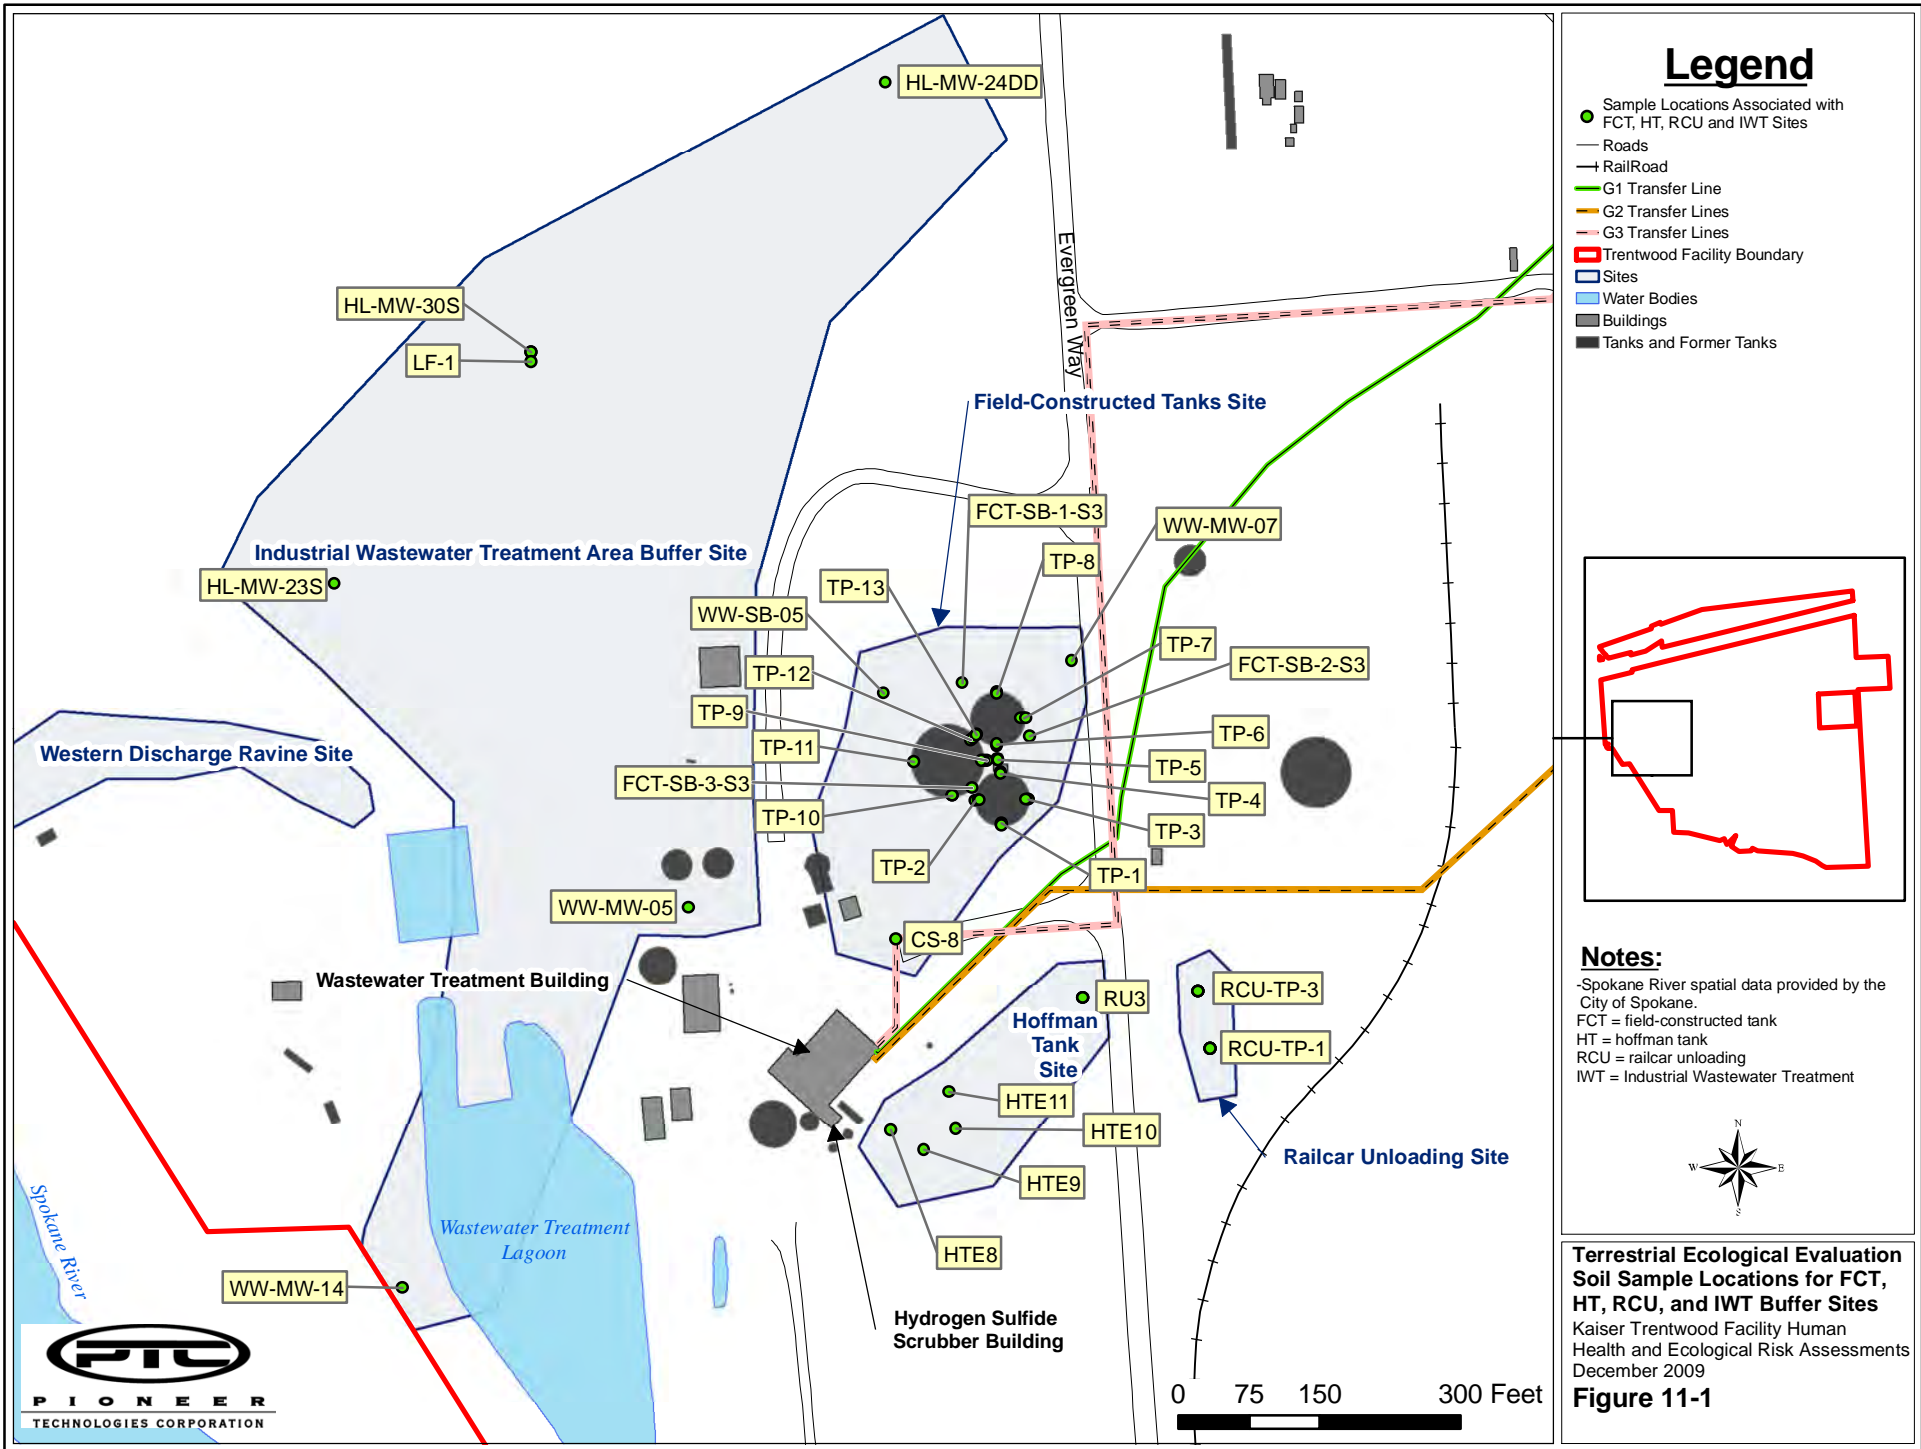 HL-MW-24DD
Evergreen Way
HL-MW-30S
LF-1
Field-Constructed Tanks Site
FCT-SB-1-S3
WW-MW-07
Industrial Wastewater Treatment Area Buffer Site
TP-8
HL-MW-23S
TP-13
WW-SB-05
TP-7
FCT-SB-2-S3
TP-12
TP-9
TP-6
Western Discharge Ravine Site
TP-11
TP-5
FCT-SB-3-S3
TP-4
TP-10
TP-3
TP-2
TP-1
WW-MW-05
CS-8
Wastewater Treatment Building
RU3
RCU-TP-3
Hoffman
Tank
Site
RCU-TP-1
HTE11
HTE10
Railcar Unloading Site
HTE9
Spokane River
Wastewater Treatment
Lagoon
HTE8
WW-MW-14
Hydrogen Sulfide
Scrubber Building
PTC
PIONEER
TECHNOLOGIES CORPORATION
0 75 150 300 Feet
Legend
Sample Locations Associated with
FCT, HT, RCU and IWT Sites
Roads
RailRoad
G1 Transfer Line
G2 Transfer Lines
G3 Transfer Lines
Trentwood Facility Boundary
Sites
Water Bodies
Buildings
Tanks and Former Tanks
Notes:
-Spokane River spatial data provided by the
City of Spokane.
FCT = field-constructed tank
HT = hoffman tank
RCU = railcar unloading
IWT = Industrial Wastewater Treatment
N
W E
S
Terrestrial Ecological Evaluation
Soil Sample Locations for FCT,
HT, RCU, and IWT Buffer Sites
Kaiser Trentwood Facility Human
Health and Ecological Risk Assessments
December 2009
Figure 11-1